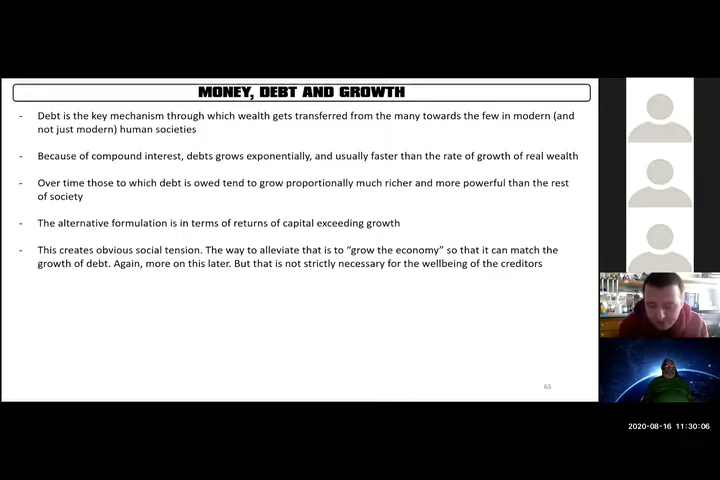 MONEY, DEBT AND GROWTH
- Debt is the key mechanism through which wealth gets transferred from the many towards the few in modern (and
not just modern) human societies
- Because of compound interest, debts grows exponentially, and usually faster than the rate of growth of real wealth
- Over time those to which debt is owed tend to grow proportionally much richer and more powerful than the rest
of society
- The alternative formulation is in terms of returns of capital exceeding growth
- This creates obvious social tension. The way to alleviate that is to “grow the economy” so that it can match the
growth of debt. Again, more on this later. But that is not strictly necessary for the wellbeing of the creditors
65
2020-08-16 11:30:06